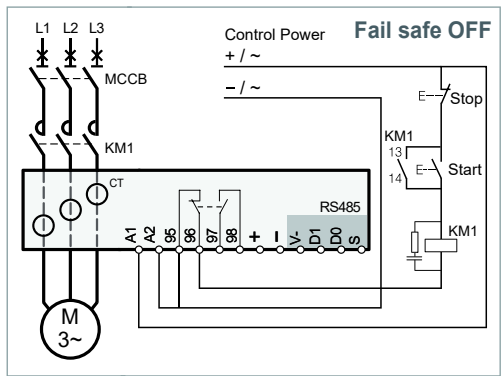 L1 L2 L3
Control Power
Fail safe OFF
+ / ~
– / ~
MCCB
E
Stop
KM1
KM1
13
14
E
Start
CT
RS485
A1 A2 95 96 97 98 + – V- D1 D0 S
KM1
M
3~